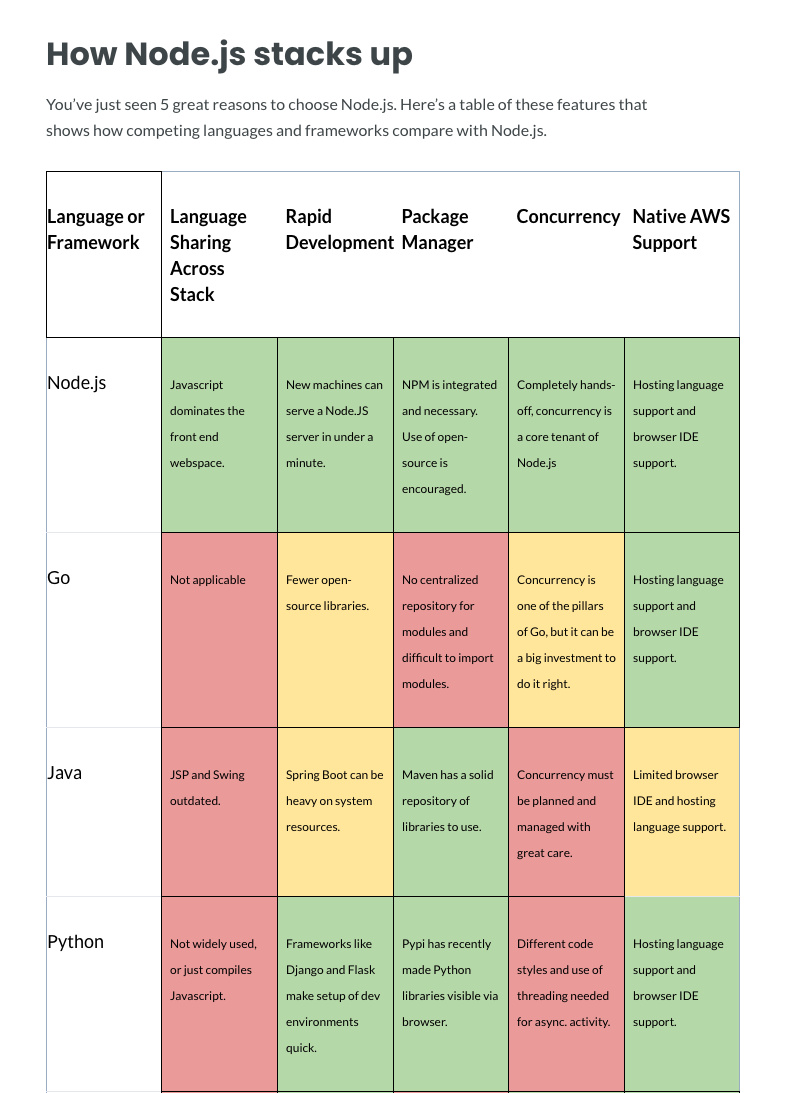 How Node.js stacks up
You’ve just seen 5 great reasons to choose Node.js. Here’s a table of these features that
shows how competing languages and frameworks compare with Node.js.
Language or
Framework
Language
Sharing
Across
Stack
Rapid
Development
Package
Manager
Concurrency
Native AWS
Support
Node.js
Javascript
dominates the
front end
webspace.
New machines can
serve a Node.JS
server in under a
minute.
NPM is integrated
and necessary.
Use of open-
source is
encouraged.
Completely hands-
off, concurrency is
a core tenant of
Node.js
Hosting language
support and
browser IDE
support.
Go
Not applicable
Fewer open-
source libraries.
No centralized
repository for
modules and
difficult to import
modules.
Concurrency is
one of the pillars
of Go, but it can be
a big investment to
do it right.
Hosting language
support and
browser IDE
support.
Java
JSP and Swing
outdated.
Spring Boot can be
heavy on system
resources.
Maven has a solid
repository of
libraries to use.
Concurrency must
be planned and
managed with
great care.
Limited browser
IDE and hosting
language support.
Python
Not widely used,
or just compiles
Javascript.
Frameworks like
Django and Flask
make setup of dev
environments
quick.
Pypi has recently
made Python
libraries visible via
browser.
Different code
styles and use of
threading needed
for async. activity.
Hosting language
support and
browser IDE
support.